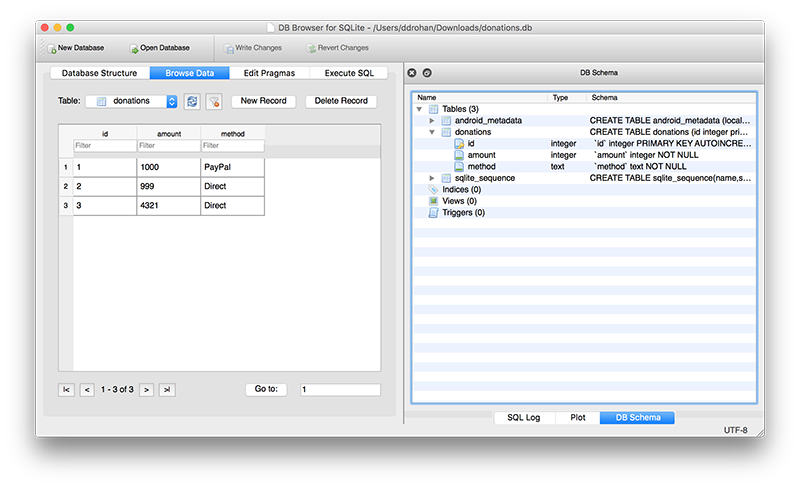 DB Browser for SQLite - /Users/ddrohan/Downloads/donations.db
New Database Open Database Write Changes Revert Changes
Database Structure Browse Data Edit Pragmas Execute SQL
Table: donations New Record Delete Record
id amount method
Filter Filter Filter
1 1 1000 PayPal
2 2 999 Direct
3 3 4321 Direct
|< < 1 - 3 of 3 > >| Go to: 1
DB Schema
Name Type Schema
Tables (3)
android_metadata CREATE TABLE android_metadata (local...
donations CREATE TABLE donations (id integer pri...
id integer `id` integer PRIMARY KEY AUTOINCRE...
amount integer `amount` integer NOT NULL
method text `method` text NOT NULL
sqlite_sequence CREATE TABLE sqlite_sequence(name,s...
Indices (0)
Views (0)
Triggers (0)
SQL Log Plot DB Schema
UTF-8